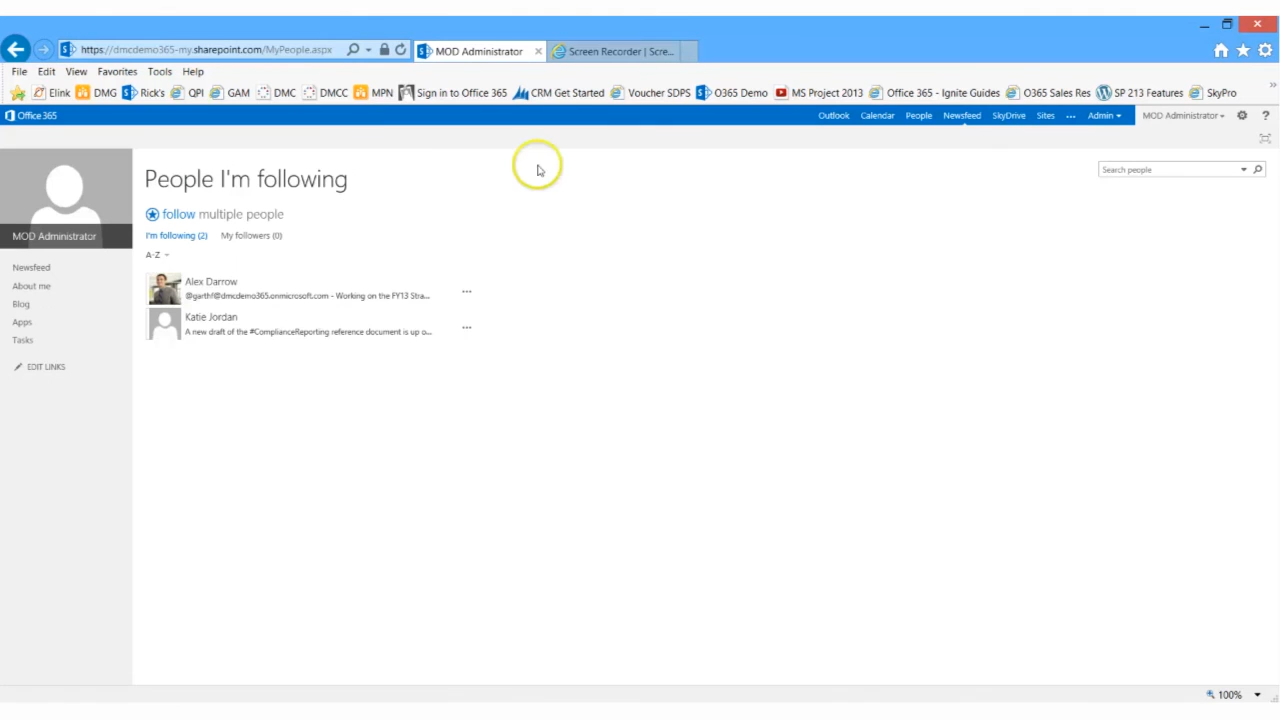 https://dmcdemo365-my.sharepoint.com/MyPeople.aspx MOD Administrator Screen Recorder | Scre...
File Edit View Favorites Tools Help
Elink DMG Rick's QPI GAM DMC DMCC MPN Sign in to Office 365 CRM Get Started Voucher SDPS O365 Demo MS Project 2013 Office 365 - Ignite Guides O365 Sales Res SP 213 Features SkyPro
Office 365 Outlook Calendar People Newsfeed SkyDrive Sites ... Admin MOD Administrator ?
People I'm following
Search people
follow multiple people
MOD Administrator
I'm following (2) My followers (0)
A-Z
Newsfeed
About me
Blog
Apps
Tasks
EDIT LINKS
Alex Darrow
@garthf@dmcdemo365.onmicrosoft.com - Working on the FY13 Stra... ...
Katie Jordan
A new draft of the #ComplianceReporting reference document is up o... ...
100%